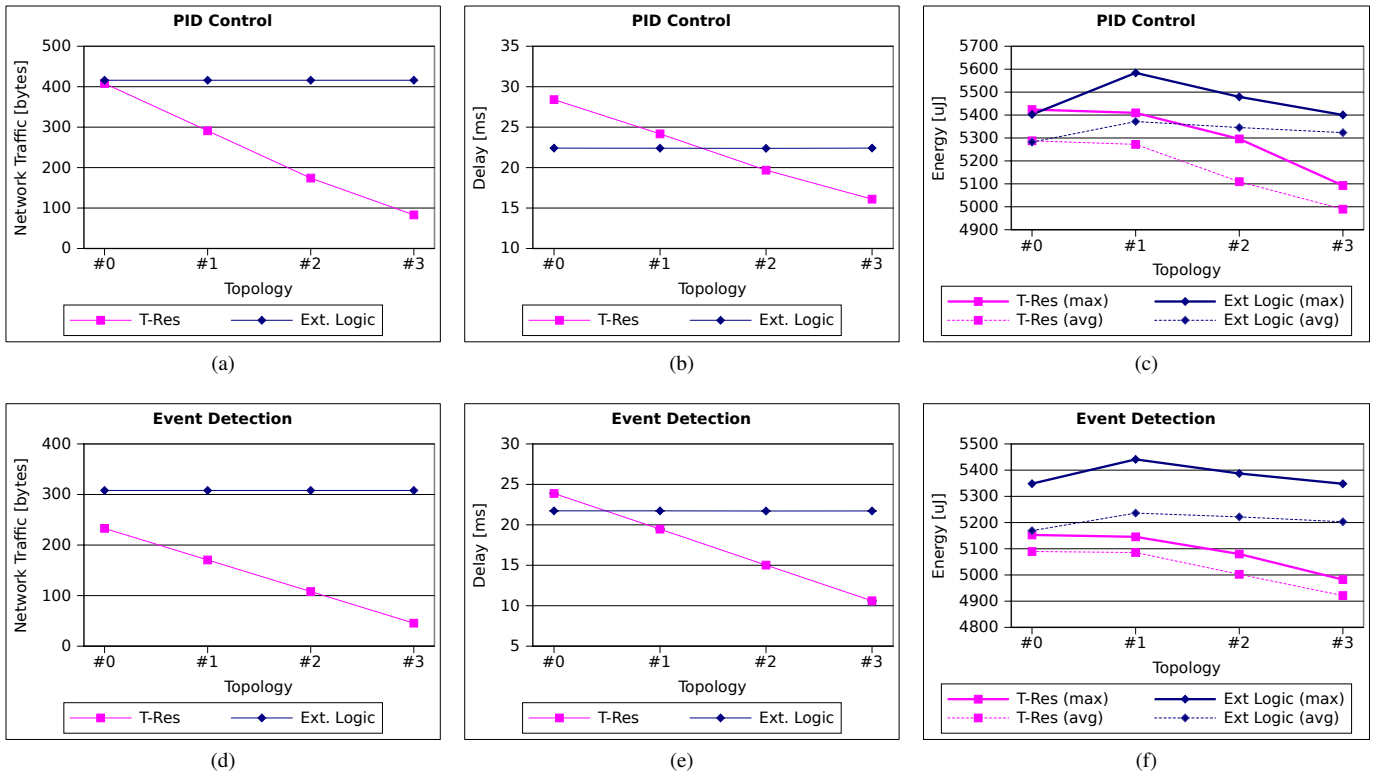 PID Control
Network Traffic [bytes]
500
400
300
200
100
0
#0 #1 #2 #3
Topology
T-Res Ext. Logic
(a)
PID Control
Delay [ms]
35
30
25
20
15
10
#0 #1 #2 #3
Topology
T-Res Ext. Logic
(b)
PID Control
Energy [uJ]
5700
5600
5500
5400
5300
5200
5100
5000
4900
#0 #1 #2 #3
Topology
T-Res (max) Ext Logic (max)
T-Res (avg) Ext Logic (avg)
(c)
Event Detection
Network Traffic [bytes]
400
300
200
100
0
#0 #1 #2 #3
Topology
T-Res Ext. Logic
(d)
Event Detection
Delay [ms]
30
25
20
15
10
5
#0 #1 #2 #3
Topology
T-Res Ext. Logic
(e)
Event Detection
Energy [uJ]
5500
5400
5300
5200
5100
5000
4900
4800
#0 #1 #2 #3
Topology
T-Res (max) Ext Logic (max)
T-Res (avg) Ext Logic (avg)
(f)